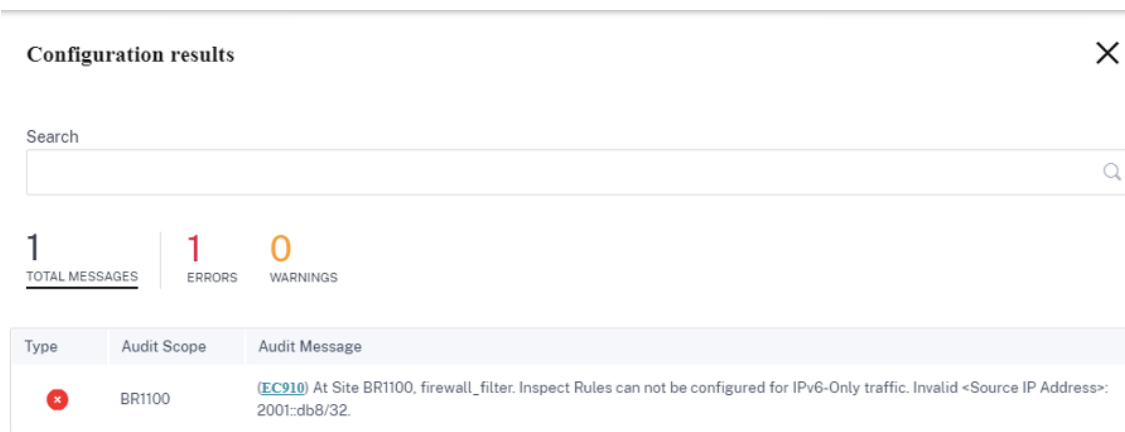 Configuration results
Search
1
TOTAL MESSAGES
1
ERRORS
0
WARNINGS
Type Audit Scope Audit Message
BR1100
(EC910) At Site BR1100, firewall_filter. Inspect Rules can not be configured for IPv6-Only traffic. Invalid <Source IP Address>:
2001::db8/32.